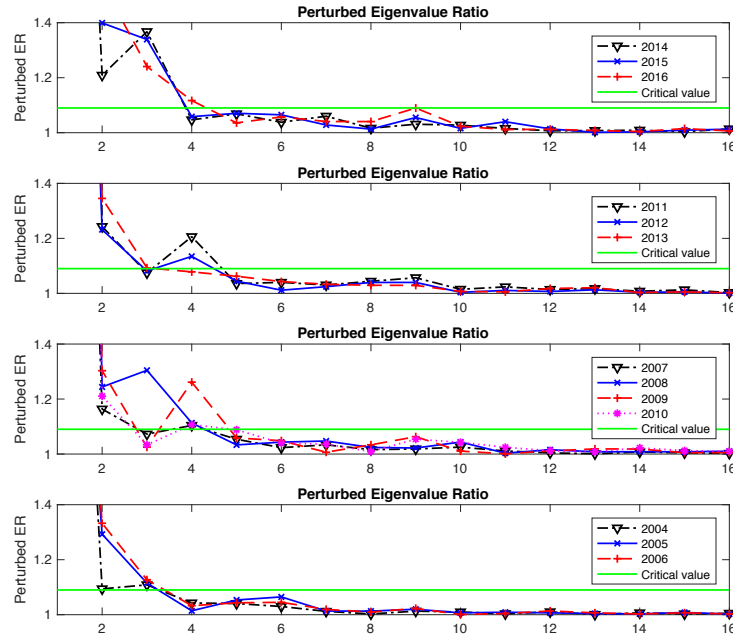 Perturbed Eigenvalue Ratio
1.4
1.2
1
Perturbed ER
2014
2015
2016
Critical value
2 4 6 8 10 12 14 16
Perturbed Eigenvalue Ratio
1.4
1.2
1
Perturbed ER
2011
2012
2013
Critical value
2 4 6 8 10 12 14 16
Perturbed Eigenvalue Ratio
1.4
1.2
1
Perturbed ER
2007
2008
2009
2010
Critical value
2 4 6 8 10 12 14 16
Perturbed Eigenvalue Ratio
1.4
1.2
1
Perturbed ER
2004
2005
2006
Critical value
2 4 6 8 10 12 14 16